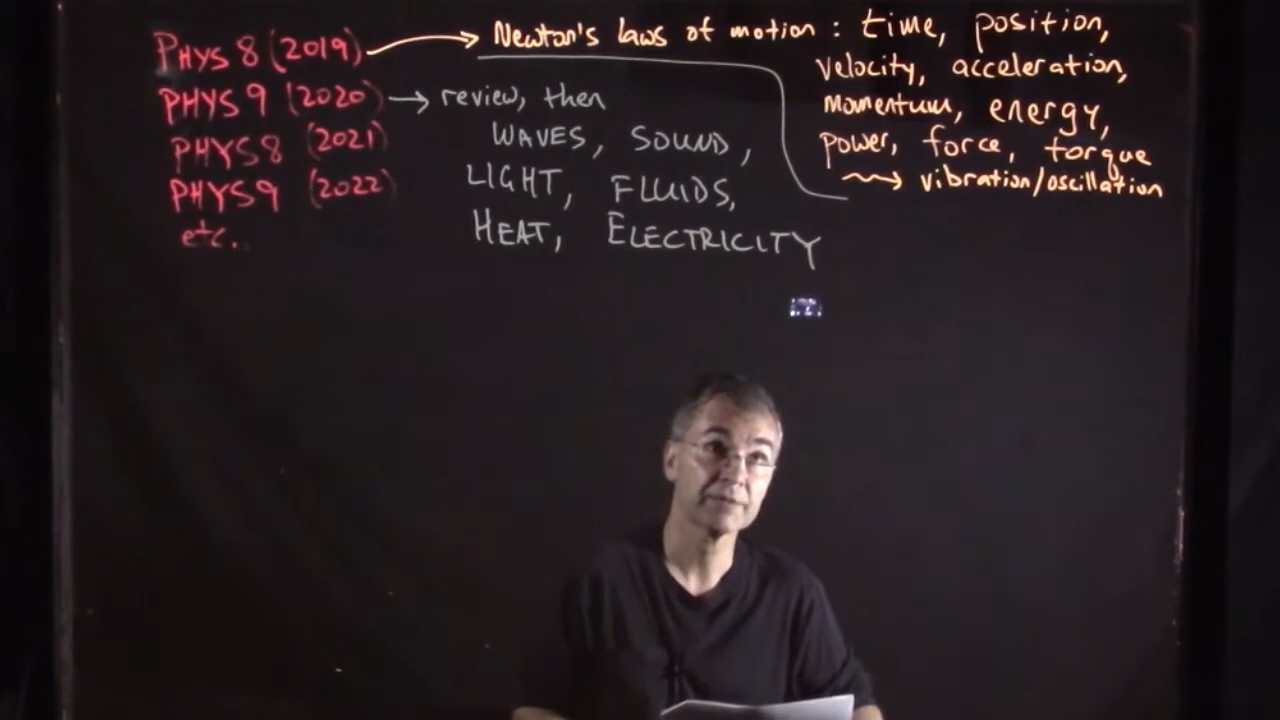 PHYS 8 (2019)
PHYS 9 (2020)
PHYS 8 (2021)
PHYS 9 (2022)
etc.
Newton's laws of motion : time, position,
velocity, acceleration,
momentum, energy,
power, force, torque
vibration/oscillation
review, then
WAVES, SOUND,
LIGHT, FLUIDS,
HEAT, ELECTRICITY